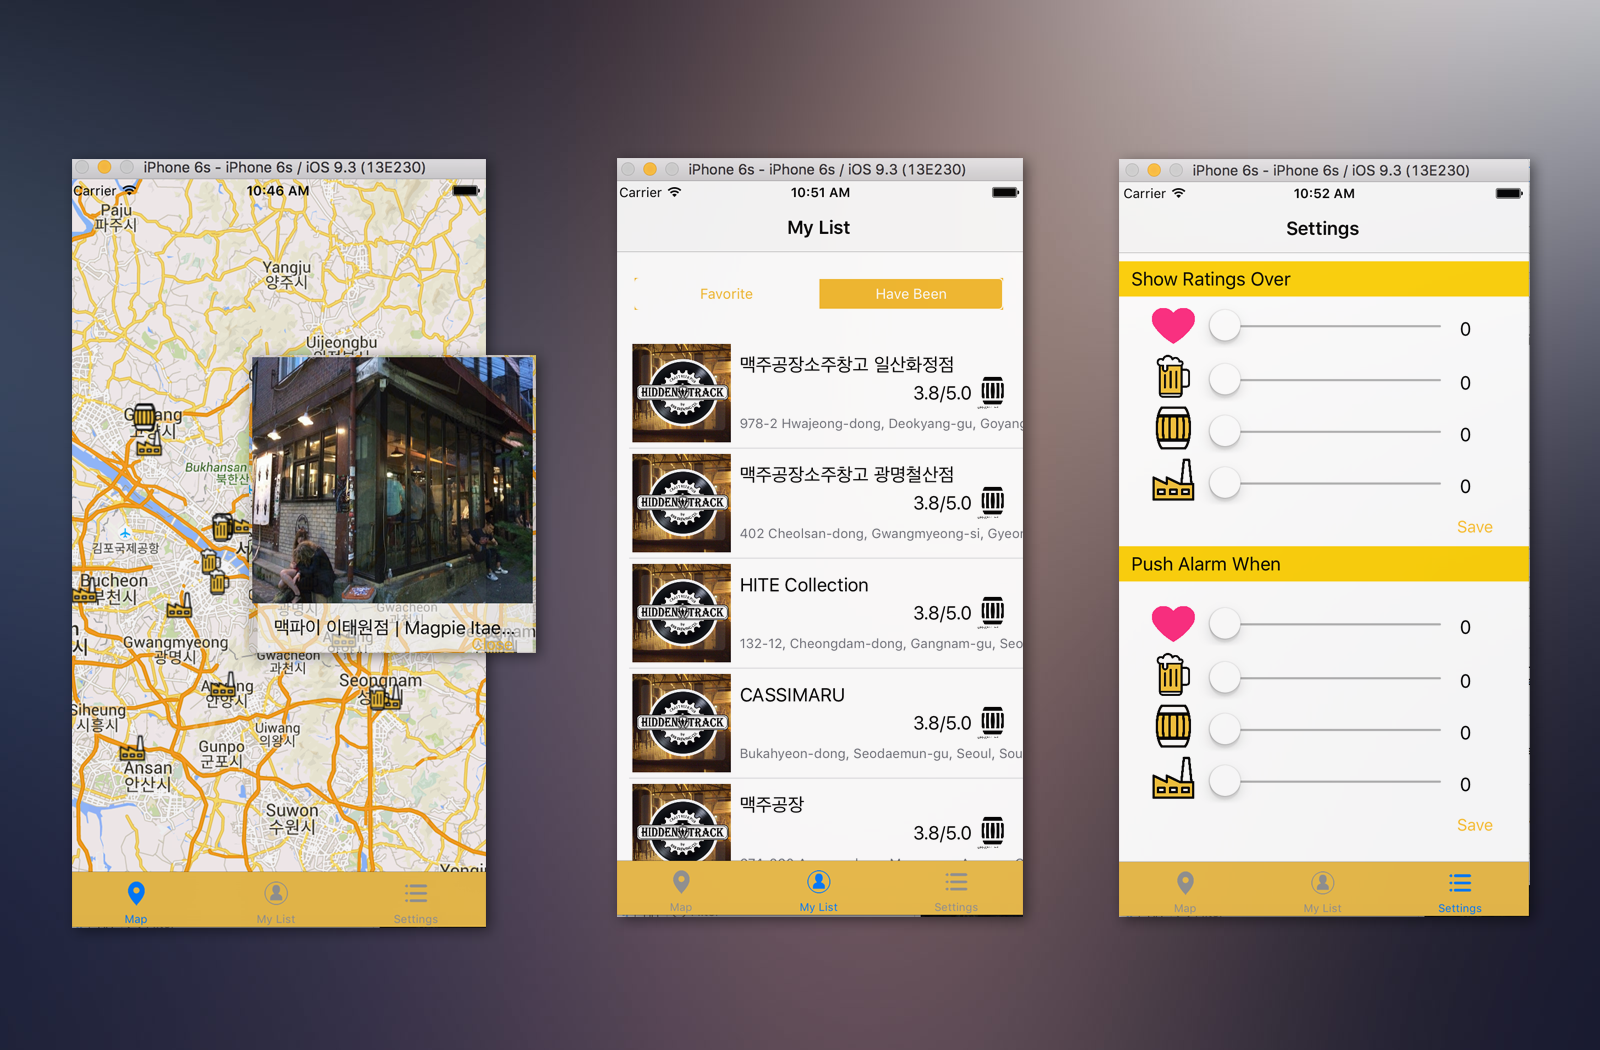 iPhone 6s - iPhone 6s / iOS 9.3 (13E230)
Carrier
10:46 AM
Paju
파주시
Yangju
양주시
Uijeongbu
Bukhansan
북한산
김포국제공항
Bucheon
부천시
Gwangmyeong
광명시
Gwacheon
맥파이 이태원점 | Magpie Itae...
Gwacheon
과천시
Seongnam
Siheung
시흥시
안양시
Uiwang
의왕시
Gunpo
군포시
Ansan
안산시
Suwon
수원시
Map
My List
Settings
iPhone 6s - iPhone 6s / iOS 9.3 (13E230)
Carrier
10:51 AM
My List
Favorite
Have Been
HIDDEN TRACK
맥주공장소주창고 일산화정점
3.8/5.0
978-2 Hwajeong-dong, Deokyang-gu, Goyang
HIDDEN TRACK
맥주공장소주창고 광명철산점
3.8/5.0
402 Cheolsan-dong, Gwangmyeong-si, Gyeon
HIDDEN TRACK
HITE Collection
3.8/5.0
132-12, Cheongdam-dong, Gangnam-gu, Seo
HIDDEN TRACK
CASSIMARU
3.8/5.0
Bukahyeon-dong, Seodaemun-gu, Seoul, Sou
HIDDEN TRACK
맥주공장
3.8/5.0
Map
My List
Settings
iPhone 6s - iPhone 6s / iOS 9.3 (13E230)
Carrier
10:52 AM
Settings
Show Ratings Over
0
0
0
0
Save
Push Alarm When
0
0
0
0
Save
Map
My List
Settings